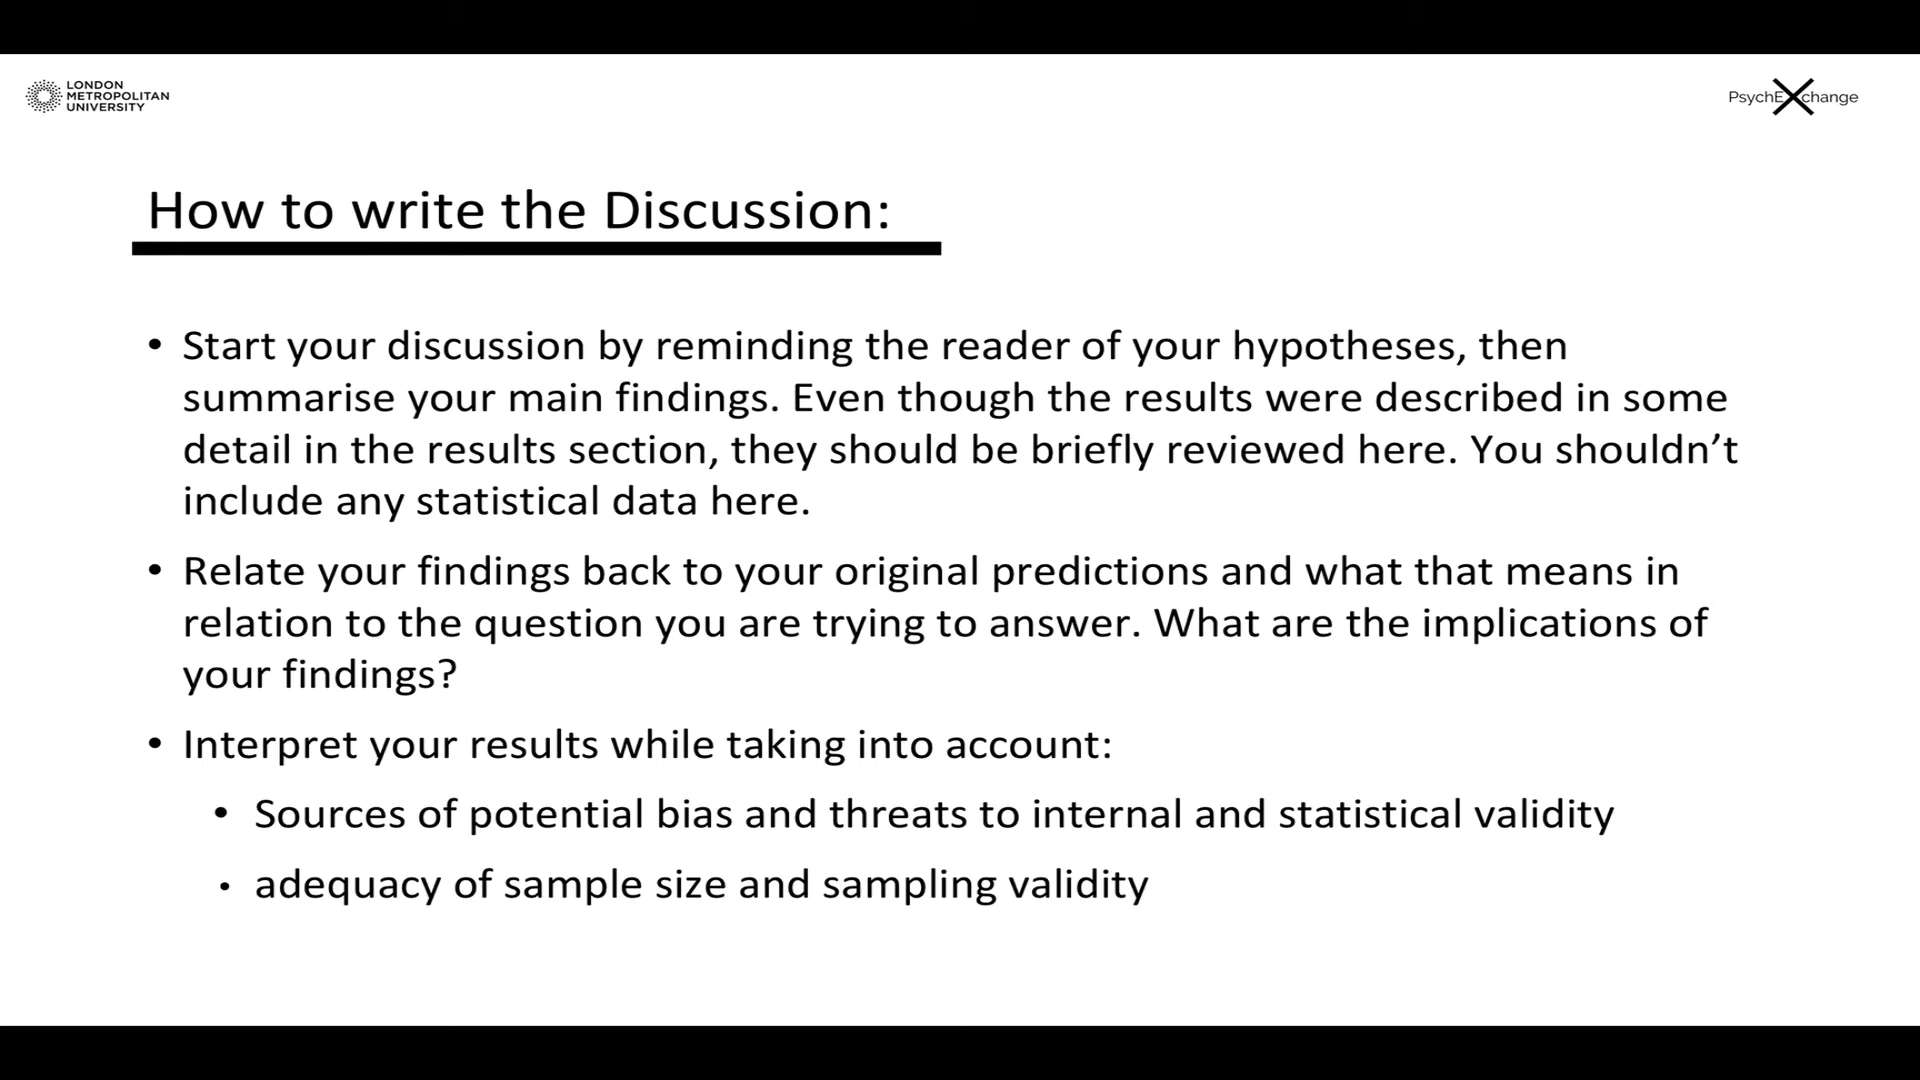 LONDON
METROPOLITAN
UNIVERSITY
PsychEXchange
How to write the Discussion:
• Start your discussion by reminding the reader of your hypotheses, then
summarise your main findings. Even though the results were described in some
detail in the results section, they should be briefly reviewed here. You shouldn’t
include any statistical data here.
• Relate your findings back to your original predictions and what that means in
relation to the question you are trying to answer. What are the implications of
your findings?
• Interpret your results while taking into account:
• Sources of potential bias and threats to internal and statistical validity
• adequacy of sample size and sampling validity